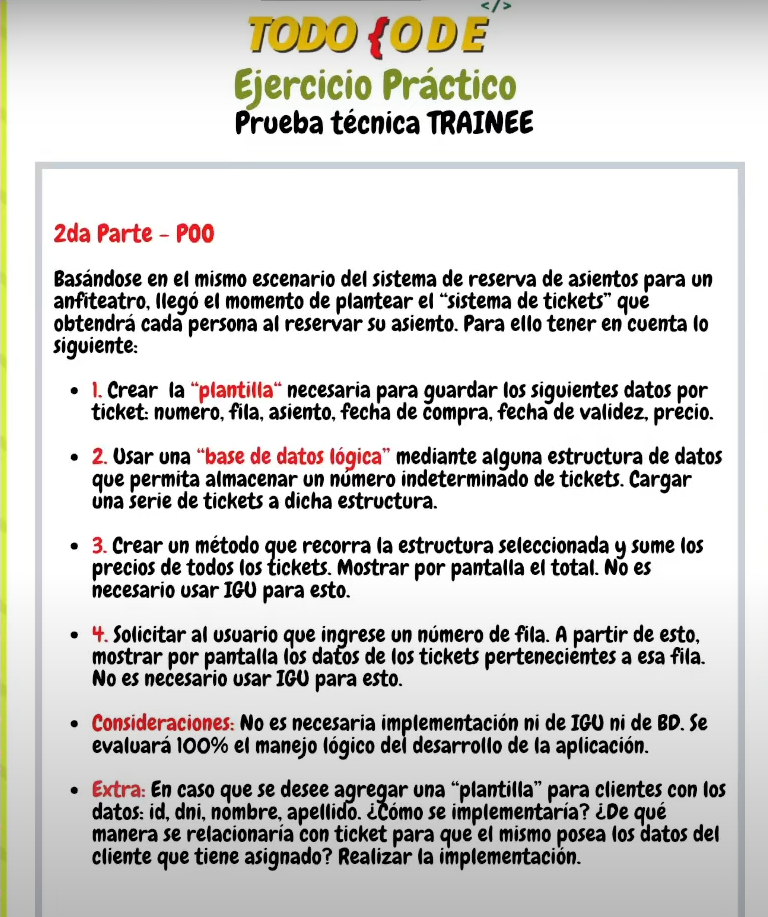 </>
TODO {ODE
Ejercicio Práctico
Prueba técnica TRAINEE
2da Parte - POO
Basándose en el mismo escenario del sistema de reserva de asientos para un
anfiteatro, llegó el momento de plantear el “sistema de tickets” que
obtendrá cada persona al reservar su asiento. Para ello tener en cuenta lo
siguiente:
• 1. Crear la “plantilla“ necesaria para guardar los siguientes datos por
ticket: numero, fila, asiento, fecha de compra, fecha de validez, precio.
• 2. Usar una “base de datos lógica” mediante alguna estructura de datos
que permita almacenar un número indeterminado de tickets. Cargar
una serie de tickets a dicha estructura.
• 3. Crear un método que recorra la estructura seleccionada y sume los
precios de todos los tickets. Mostrar por pantalla el total. No es
necesario usar IGU para esto.
• 4. Solicitar al usuario que ingrese un número de fila. A partir de esto,
mostrar por pantalla los datos de los tickets pertenecientes a esa fila.
No es necesario usar IGU para esto.
• Consideraciones: No es necesaria implementación ni de IGU ni de BD. Se
evaluará 100% el manejo lógico del desarrollo de la aplicación.
• Extra: En caso que se desee agregar una “plantilla” para clientes con los
datos: id, dni, nombre, apellido. ¿Cómo se implementaría? ¿De qué
manera se relacionaría con ticket para que el mismo posea los datos del
cliente que tiene asignado? Realizar la implementación.